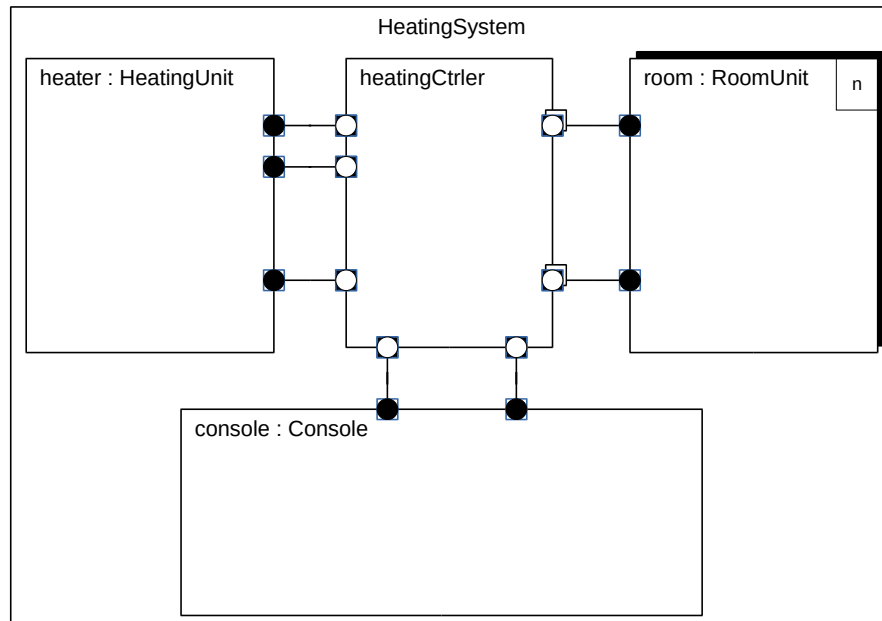 HeatingSystem
heater : HeatingUnit
heatingCtrler
room : RoomUnit
n
console : Console